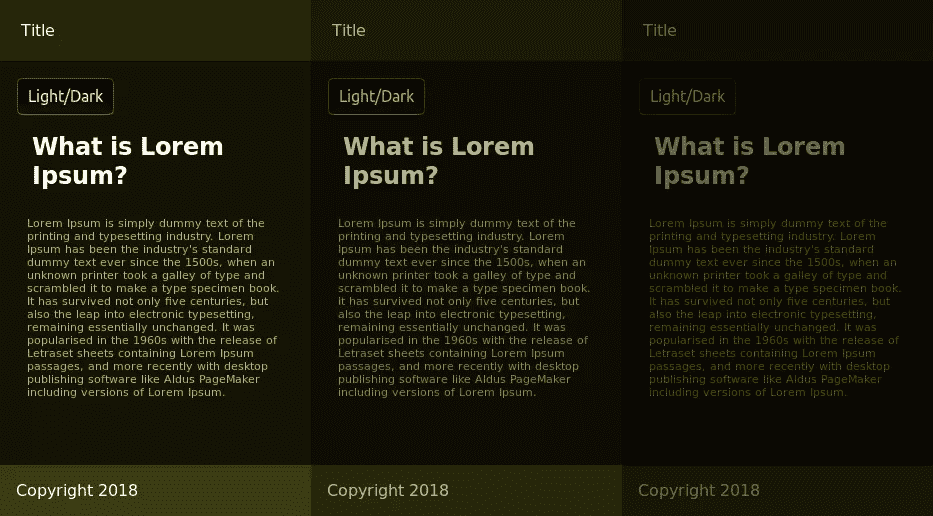 Title
Light/Dark
What is Lorem
Ipsum?
Lorem Ipsum is simply dummy text of the
printing and typesetting industry. Lorem
Ipsum has been the industry's standard
dummy text ever since the 1500s, when an
unknown printer took a galley of type and
scrambled it to make a type specimen book.
It has survived not only five centuries, but
also the leap into electronic typesetting,
remaining essentially unchanged. It was
popularised in the 1960s with the release of
Letraset sheets containing Lorem Ipsum
passages, and more recently with desktop
publishing software like Aldus PageMaker
including versions of Lorem Ipsum.
Copyright 2018
Title
Light/Dark
What is Lorem
Ipsum?
Lorem Ipsum is simply dummy text of the
printing and typesetting industry. Lorem
Ipsum has been the industry's standard
dummy text ever since the 1500s, when an
unknown printer took a galley of type and
scrambled it to make a type specimen book.
It has survived not only five centuries, but
also the leap into electronic typesetting,
remaining essentially unchanged. It was
popularised in the 1960s with the release of
Letraset sheets containing Lorem Ipsum
passages, and more recently with desktop
publishing software like Aldus PageMaker
including versions of Lorem Ipsum.
Copyright 2018
Title
Light/Dark
What is Lorem
Ipsum?
Lorem Ipsum is simply dummy text of the
printing and typesetting industry. Lorem
Ipsum has been the industry's standard
dummy text ever since the 1500s, when an
unknown printer took a galley of type and
scrambled it to make a type specimen book.
It has survived not only five centuries, but
also the leap into electronic typesetting,
remaining essentially unchanged. It was
popularised in the 1960s with the release of
Letraset sheets containing Lorem Ipsum
passages, and more recently with desktop
publishing software like Aldus PageMaker
including versions of Lorem Ipsum.
Copyright 2018